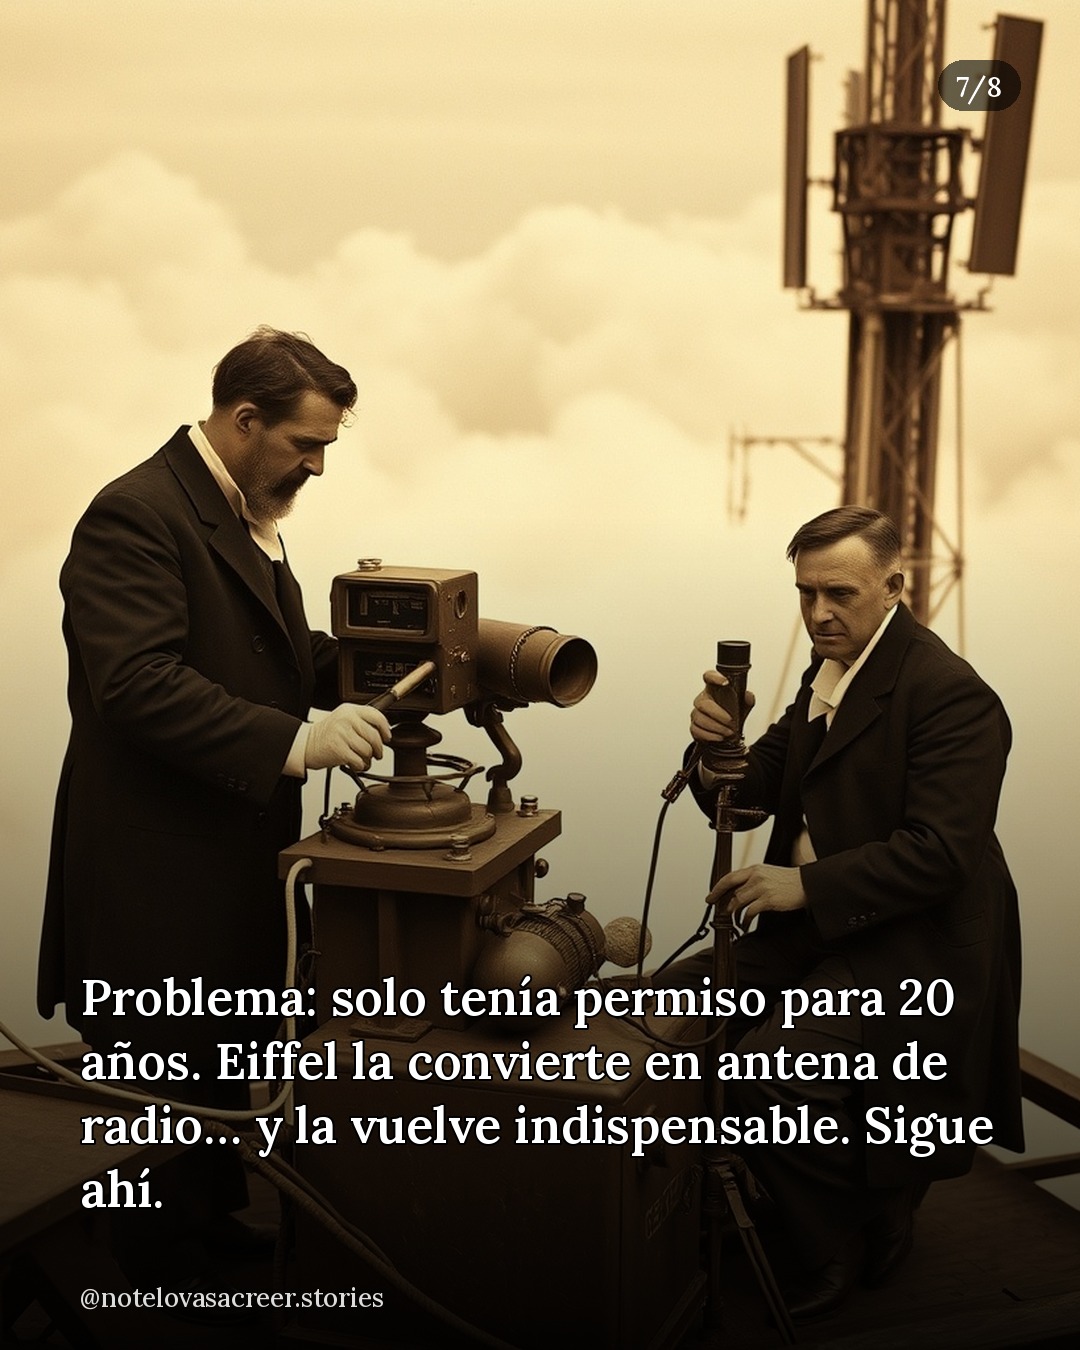 7/8
Problema: solo tenía permiso para 20
años. Eiffel la convierte en antena de
radio... y la vuelve indispensable. Sigue
ahí.
@notelovasacreer.stories